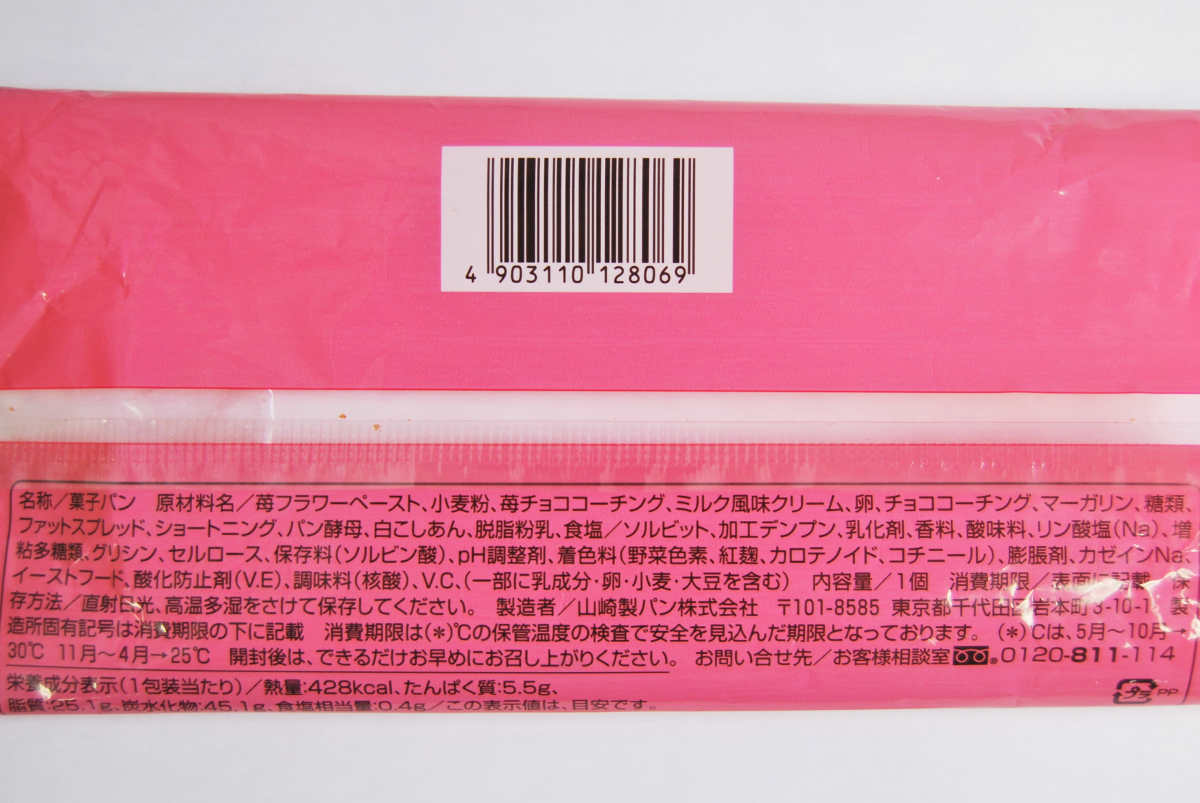 4 903110 128069
名称／菓子パン 原材料名／苺フラワーペースト、小麦粉、苺チョココーチング、ミルク風味クリーム、卵、チョココーチング、マーガリン、糖類、
ファットスプレッド、ショートニング、パン酵母、白こしあん、脱脂粉乳、食塩／ソルビット、加工デンプン、乳化剤、香料、酸味料、リン酸塩(Na)、増
粘多糖類、グリシン、セルロース、保存料(ソルビン酸)、pH調整剤、着色料(野菜色素、紅麹、カロテノイド、コチニール)、膨脹剤、カゼインNa、
イーストフード、酸化防止剤(V.E)、調味料(核酸)、V.C、(一部に乳成分・卵・小麦・大豆を含む) 内容量／1個 消費期限／表面に記載 保
存方法／直射日光、高温多湿をさけて保存してください。 製造者／山崎製パン株式会社 〒101-8585 東京都千代田区岩本町3-10-1 製
造所固有記号は消費期限の下に記載 消費期限は(*)℃の保管温度の検査で安全を見込んだ期限となっております。 (*)℃は、5月～10月→
30℃ 11月～4月→25℃ 開封後は、できるだけお早めにお召し上がりください。 お問い合せ先／お客様相談室 0120-811-114
栄養成分表示(1包装当たり)／熱量:428kcal、たんぱく質:5.5g、
脂質:25.1g、炭水化物:45.1g、食塩相当量:0.4g／この表示値は、目安です。
プラ PP